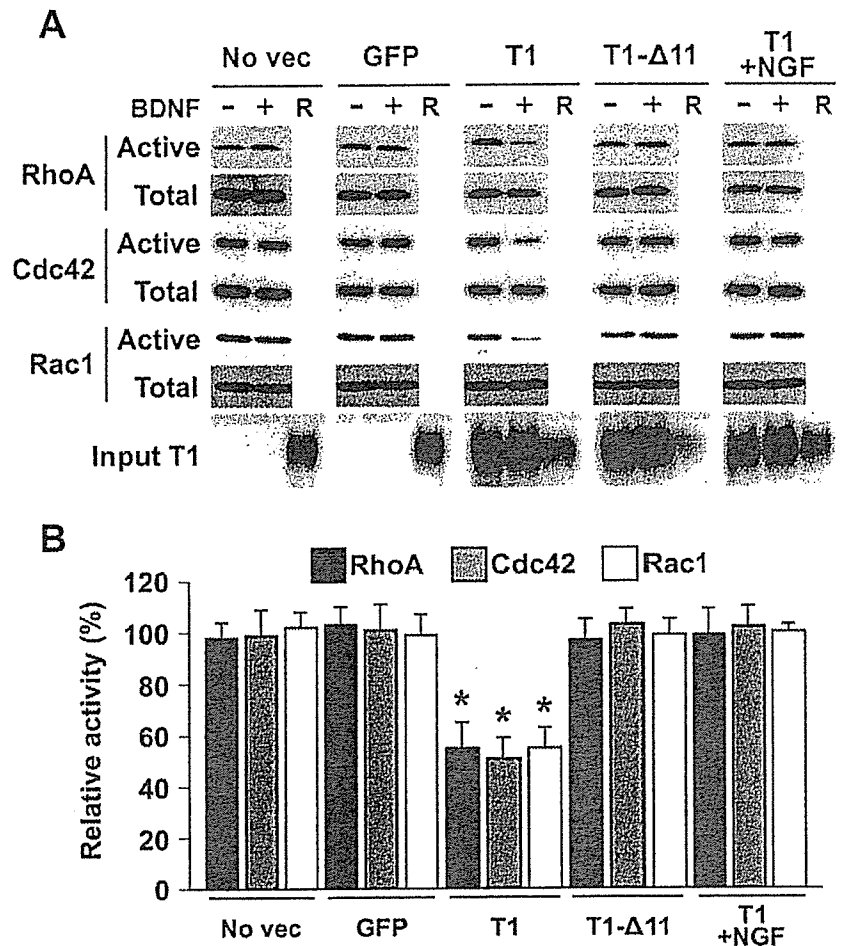 A
No vec GFP T1 T1-Δ11 T1 +NGF
BDNF - + R - + R - + R - + R - + R
RhoA Active
Total
Cdc42 Active
Total
Rac1 Active
Total
Input T1
B
RhoA Cdc42 Rac1
Relative activity (%)
120
100
80
60
40
20
0
* * *
No vec GFP T1 T1-Δ11 T1 +NGF